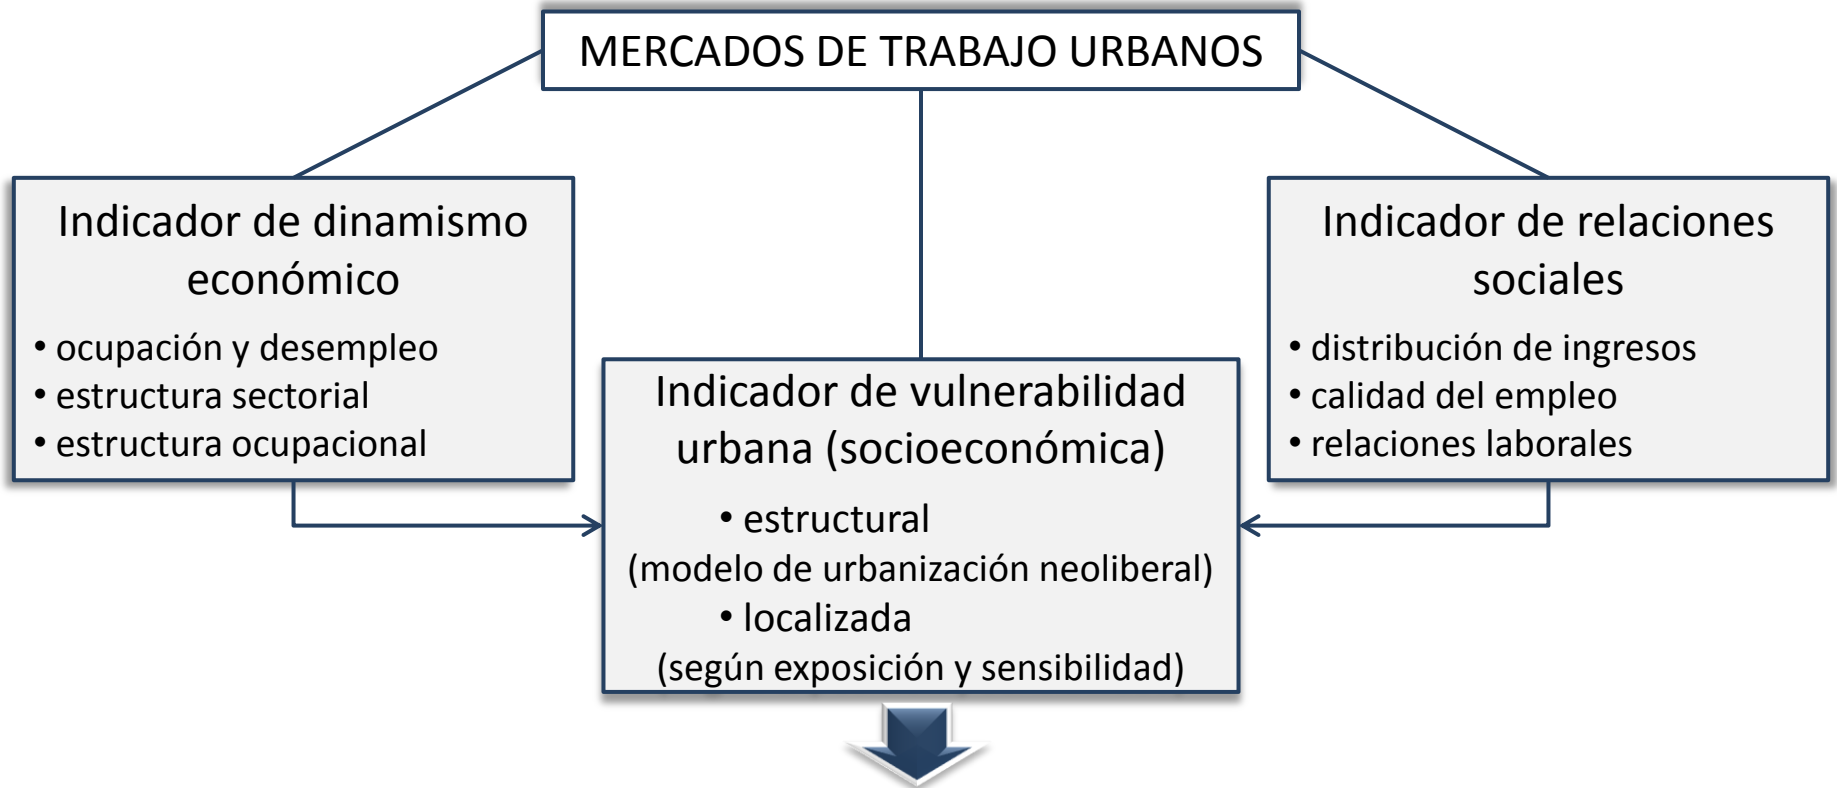 MERCADOS DE TRABAJO URBANOS
Indicador de dinamismo
económico
• ocupación y desempleo
• estructura sectorial
• estructura ocupacional
Indicador de vulnerabilidad
urbana (socioeconómica)
• estructural
(modelo de urbanización neoliberal)
• localizada
(según exposición y sensibilidad)
Indicador de relaciones
sociales
• distribución de ingresos
• calidad del empleo
• relaciones laborales